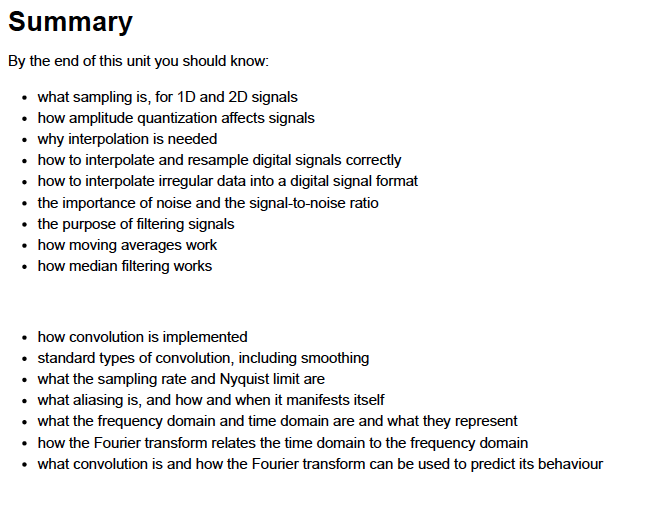 Summary
By the end of this unit you should know:
• what sampling is, for 1D and 2D signals
• how amplitude quantization affects signals
• why interpolation is needed
• how to interpolate and resample digital signals correctly
• how to interpolate irregular data into a digital signal format
• the importance of noise and the signal-to-noise ratio
• the purpose of filtering signals
• how moving averages work
• how median filtering works
• how convolution is implemented
• standard types of convolution, including smoothing
• what the sampling rate and Nyquist limit are
• what aliasing is, and how and when it manifests itself
• what the frequency domain and time domain are and what they represent
• how the Fourier transform relates the time domain to the frequency domain
• what convolution is and how the Fourier transform can be used to predict its behaviour